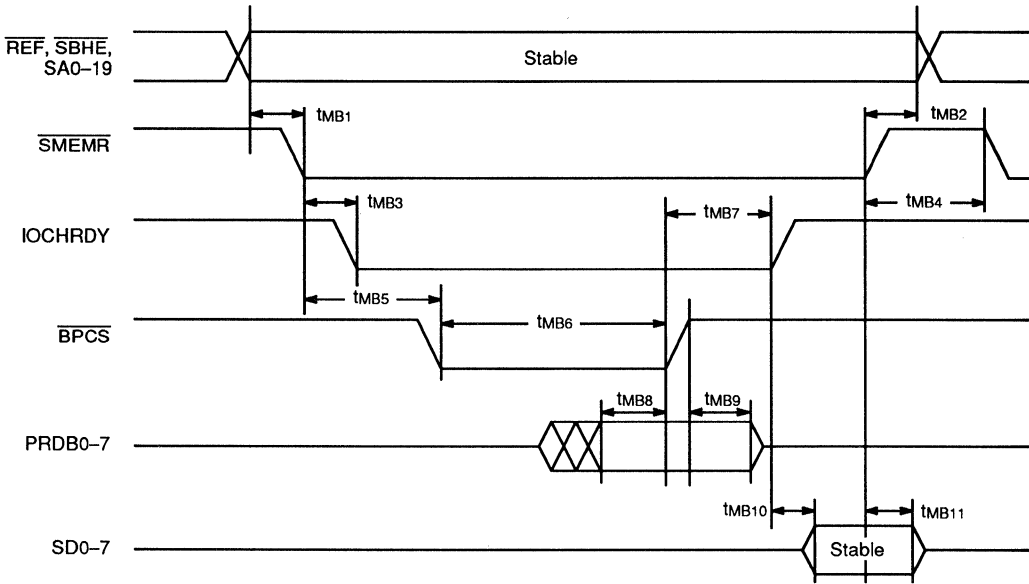 REF, SBHE,
SA0–19
Stable
tMB1
tMB2
SMEMR
tMB3
tMB4
IOCHRDY
tMB7
tMB5
BPCS
tMB6
tMB8
tMB9
PRDB0–7
tMB10
tMB11
SD0–7
Stable